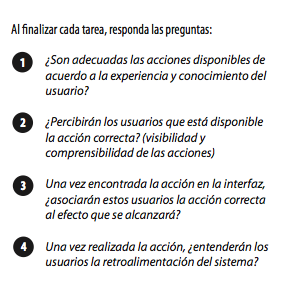 Al finalizar cada tarea, responda las preguntas:
1 ¿Son adecuadas las acciones disponibles de
acuerdo a la experiencia y conocimiento del
usuario?
2 ¿Percibirán los usuarios que está disponible
la acción correcta? (visibilidad y
comprensibilidad de las acciones)
3 Una vez encontrada la acción en la interfaz,
¿asociarán estos usuarios la acción correcta
al efecto que se alcanzará?
4 Una vez realizada la acción, ¿entenderán los
usuarios la retroalimentación del sistema?